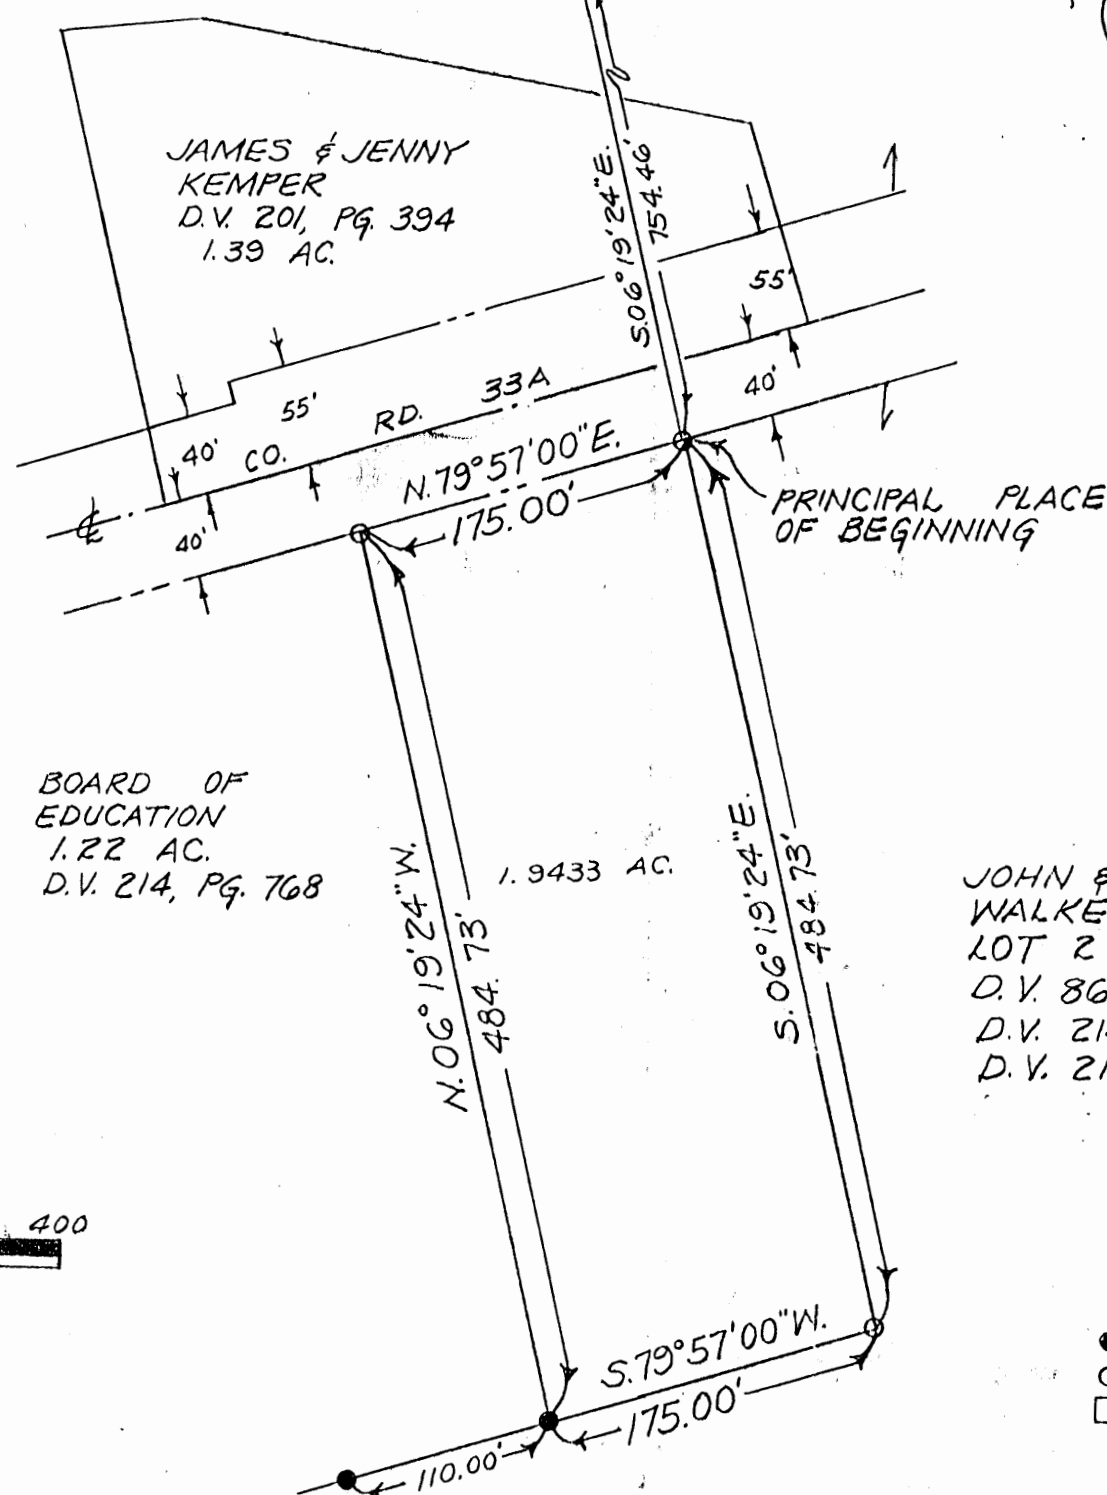 JAMES & JENNY
KEMPER
D.V. 201, PG. 394
1.39 AC.
S.06°19'24"E.
754.46'
55'
55'
40'
40'
40'
CO. RD. 33A
N.79°57'00"E.
175.00'
PRINCIPAL PLACE
OF BEGINNING
BOARD OF
EDUCATION
1.22 AC.
D.V. 214, PG. 768
1.9433 AC.
N.06°19'24"W.
484.73'
S.06°19'24"E.
484.73'
JOHN &
WALKE
LOT 2
D.V. 86
D.V. 21
D.V. 21
400
S.79°57'00"W.
175.00'
110.00'